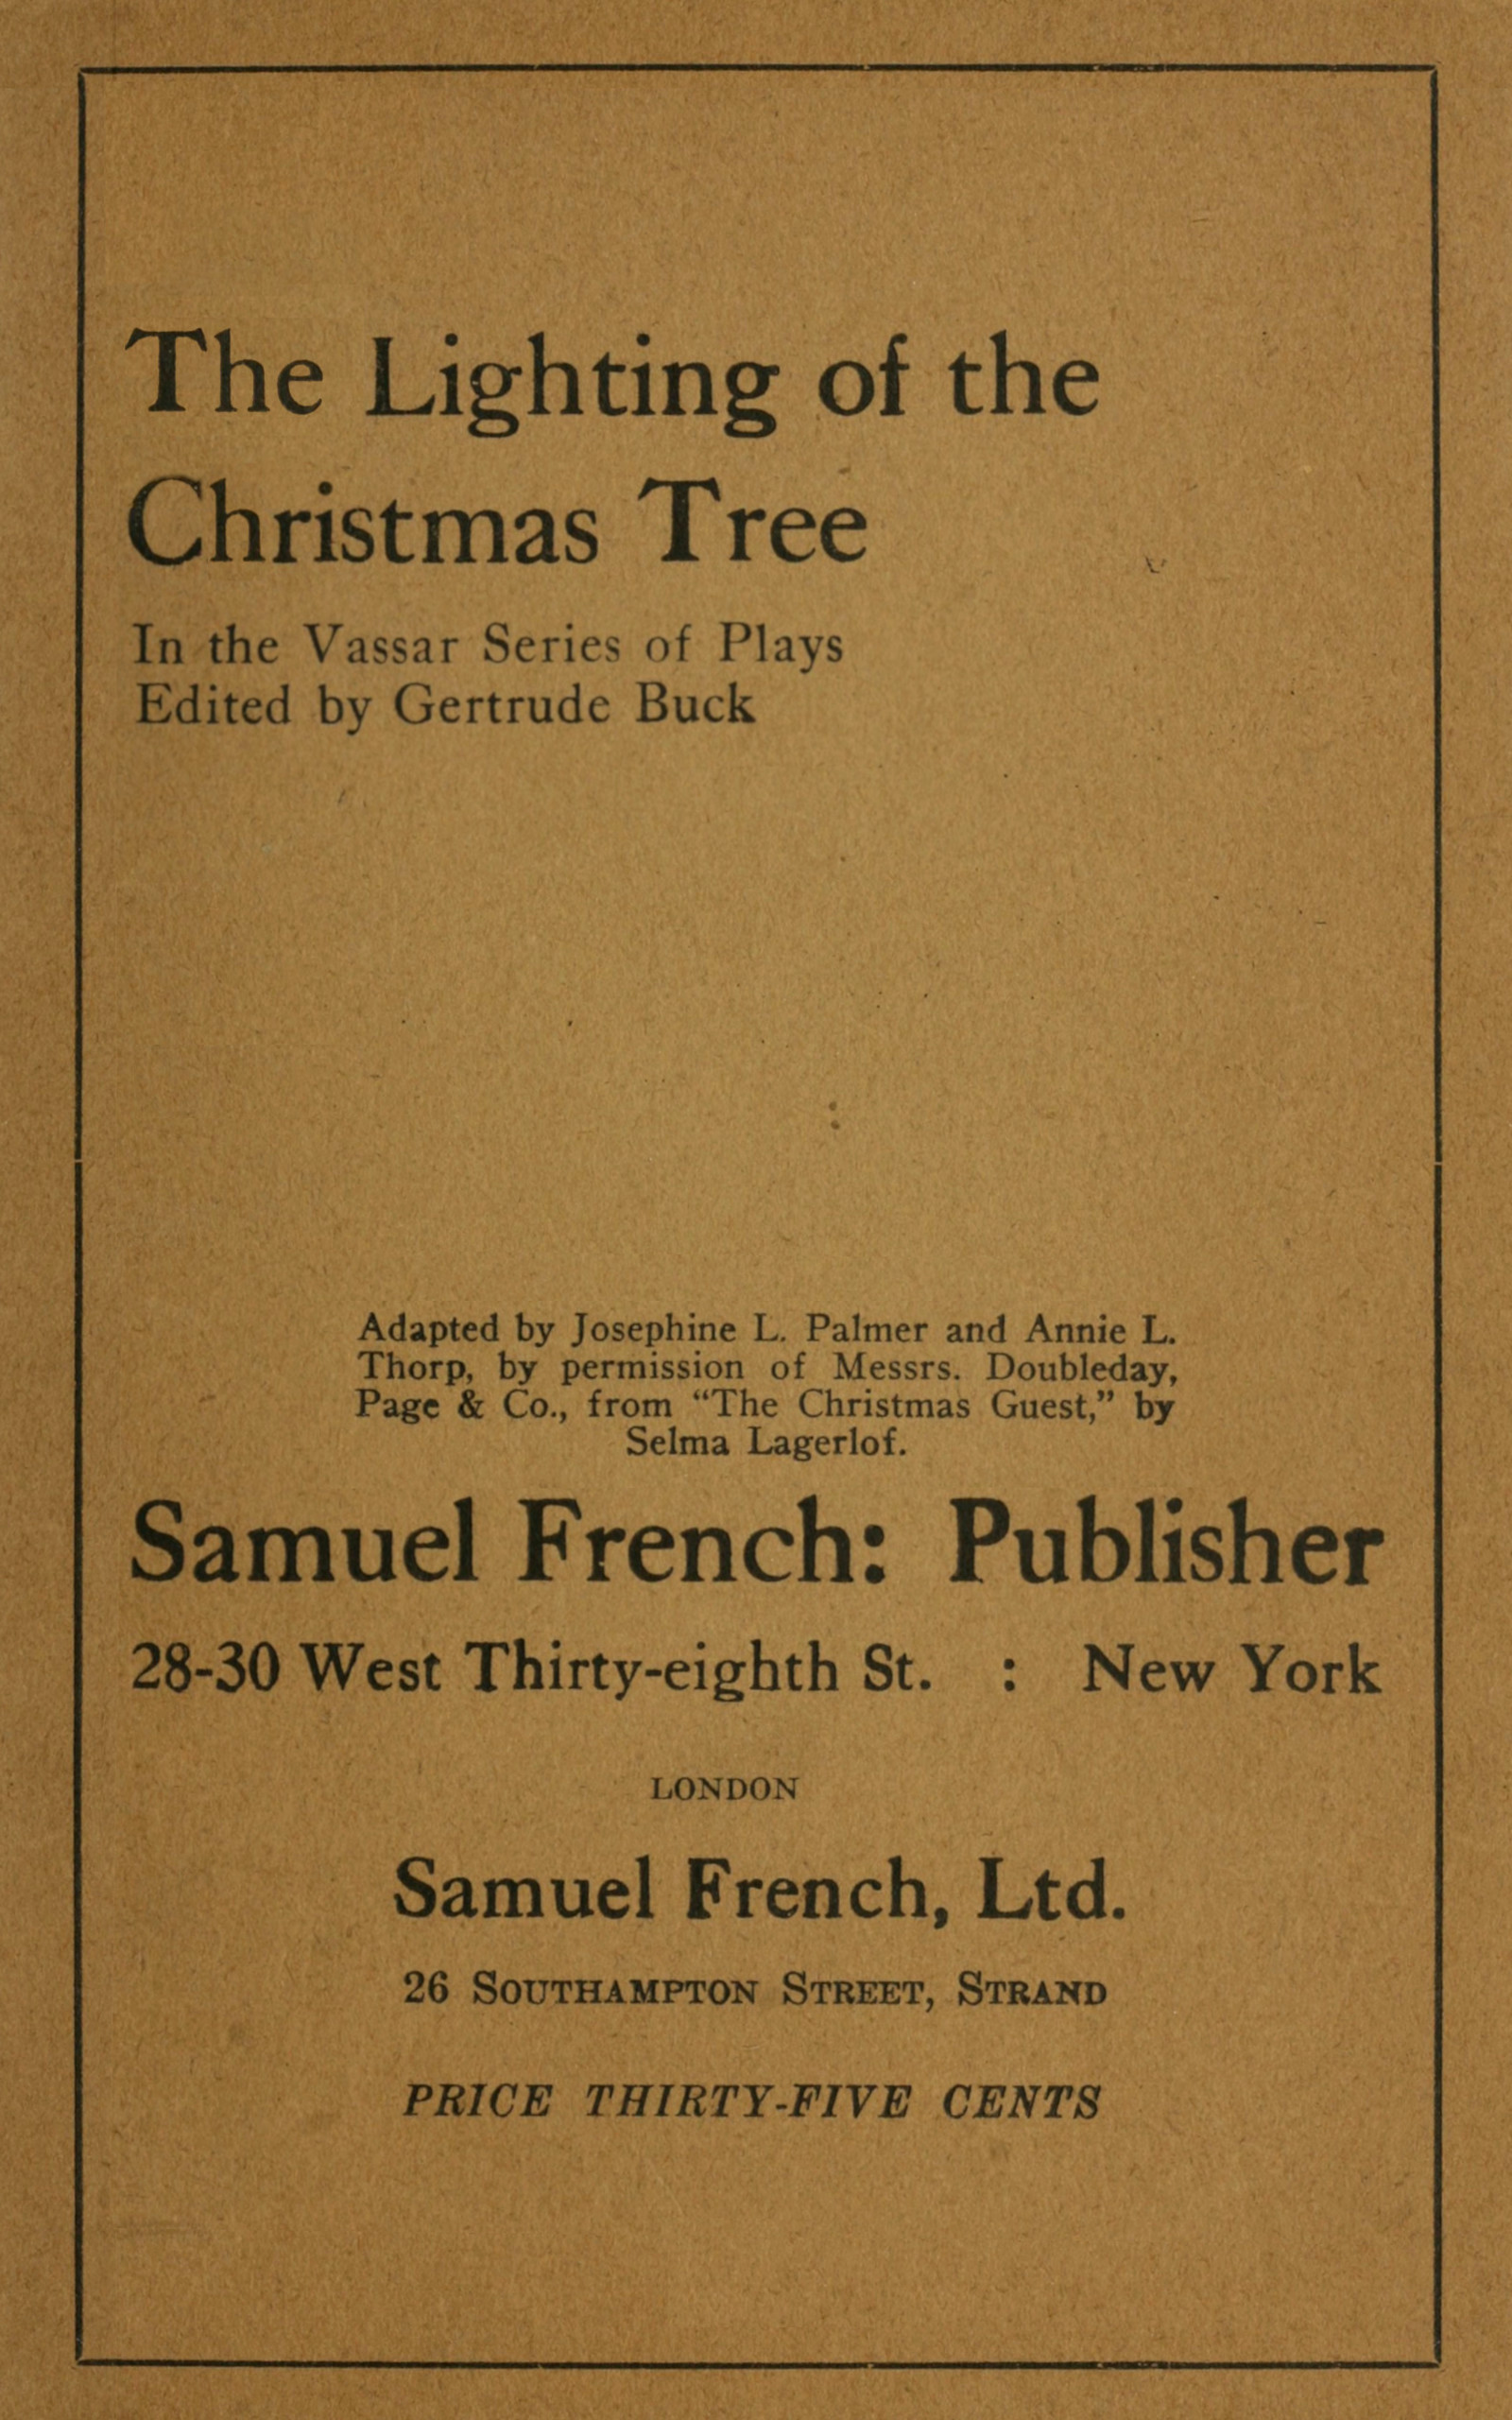 The Lighting of the
Christmas Tree
In the Vassar Series of Plays
Edited by Gertrude Buck
Adapted by Josephine L. Palmer and Annie L.
Thorp, by permission of Messrs. Doubleday,
Page & Co., from “The Christmas Guest,” by
Selma Lagerlof.
Samuel French: Publisher
28-30 West Thirty-eighth St. : New York
LONDON
Samuel French, Ltd.
26 SOUTHAMPTON STREET, STRAND
PRICE THIRTY-FIVE CENTS